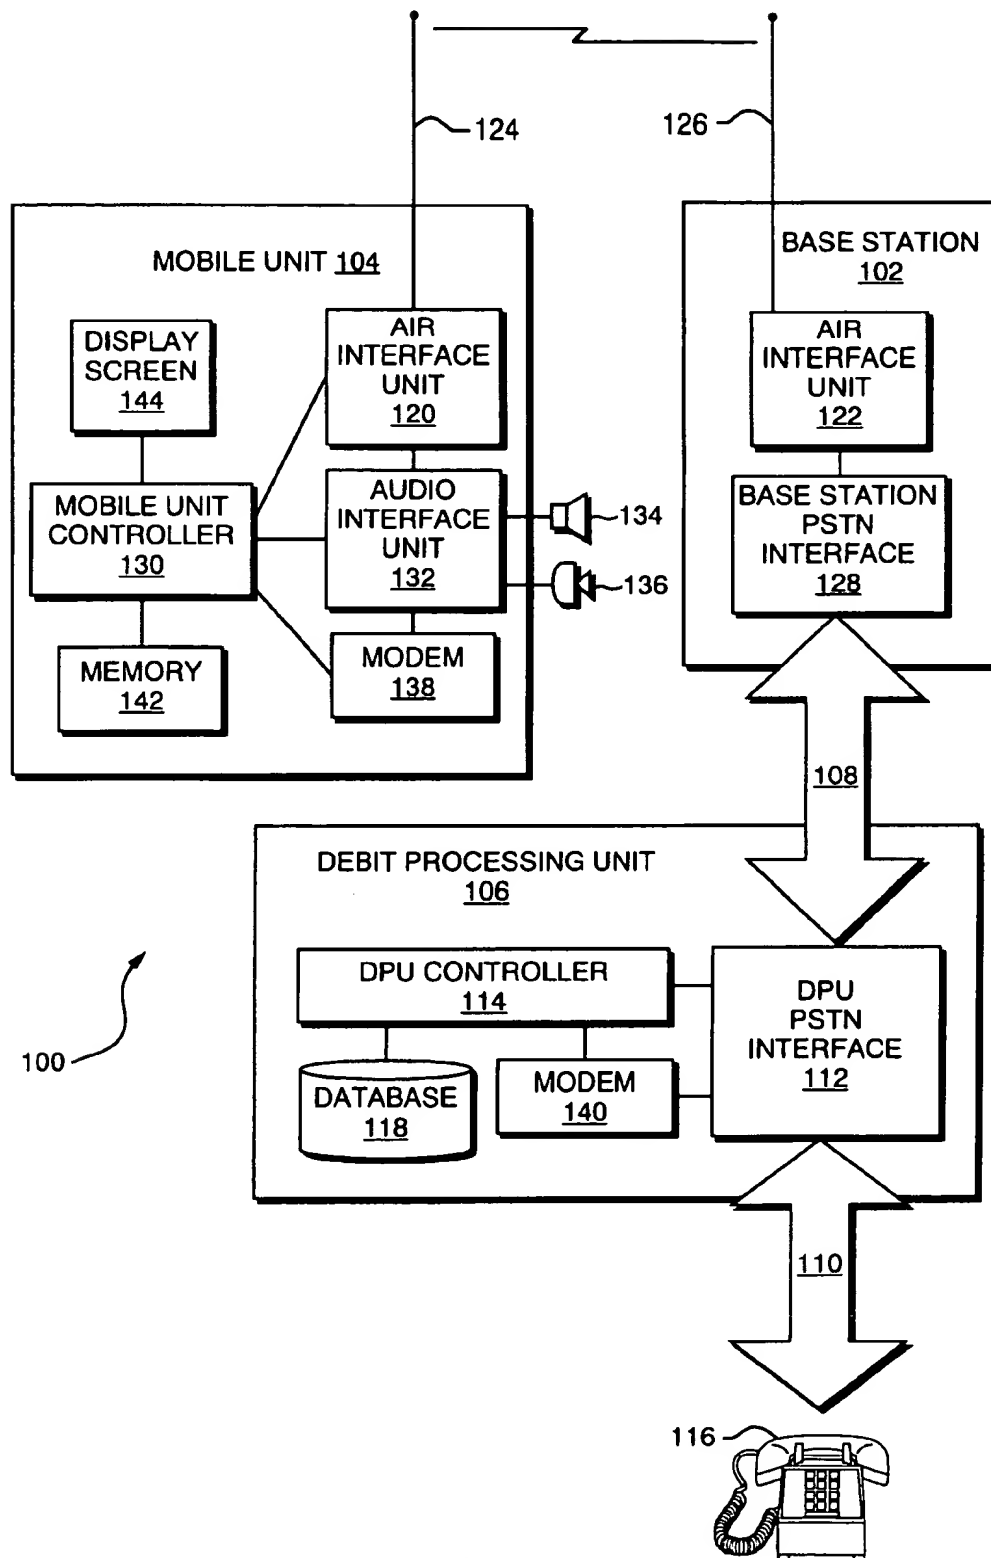 124
126
MOBILE UNIT 104
DISPLAY
SCREEN
144
AIR
INTERFACE
UNIT
120
MOBILE UNIT
CONTROLLER
130
AUDIO
INTERFACE
UNIT
132
134
136
MEMORY
142
MODEM
138
BASE STATION
102
AIR
INTERFACE
UNIT
122
BASE STATION
PSTN
INTERFACE
128
108
DEBIT PROCESSING UNIT
106
DPU CONTROLLER
114
DPU
PSTN
INTERFACE
112
DATABASE
118
MODEM
140
100
110
116